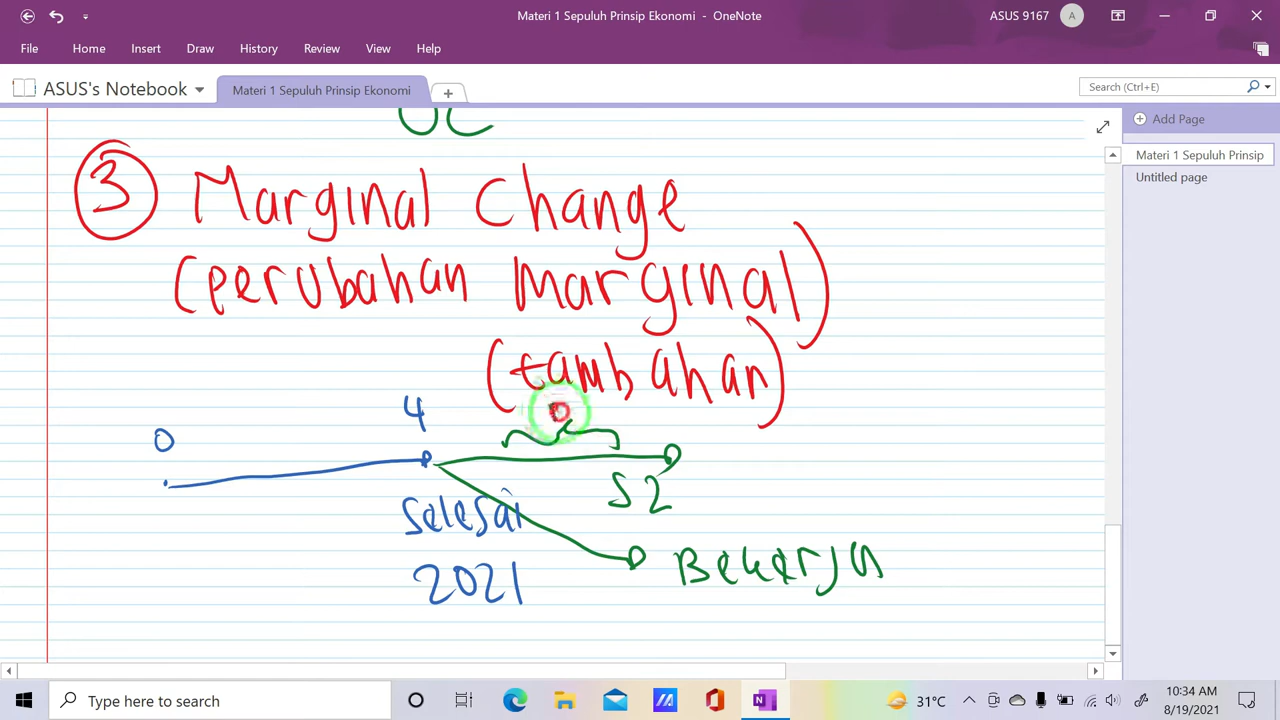 Materi 1 Sepuluh Prinsip Ekonomi - OneNote
ASUS 9167
A
File Home Insert Draw History Review View Help
ASUS's Notebook
Materi 1 Sepuluh Prinsip Ekonomi
+
Search (Ctrl+E)
Add Page
Materi 1 Sepuluh Prinsip
Untitled page
OC
3 Marginal Change
(perubahan Marginal)
(tambahan)
0
4
S2
Selesai
2021
Bekerja
Type here to search
31°C
10:34 AM
8/19/2021